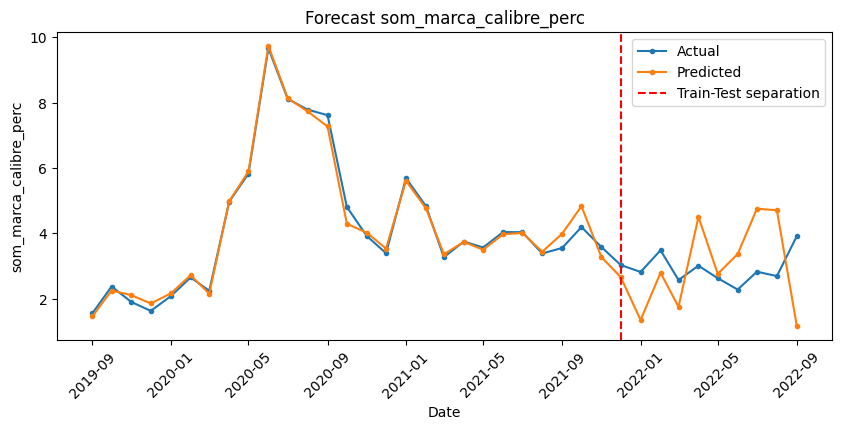 Forecast som_marca_calibre_perc
Actual
Predicted
Train-Test separation
som_marca_calibre_perc
10
8
6
4
2
2019-09
2020-01
2020-05
2020-09
2021-01
2021-05
2021-09
2022-01
2022-05
2022-09
Date